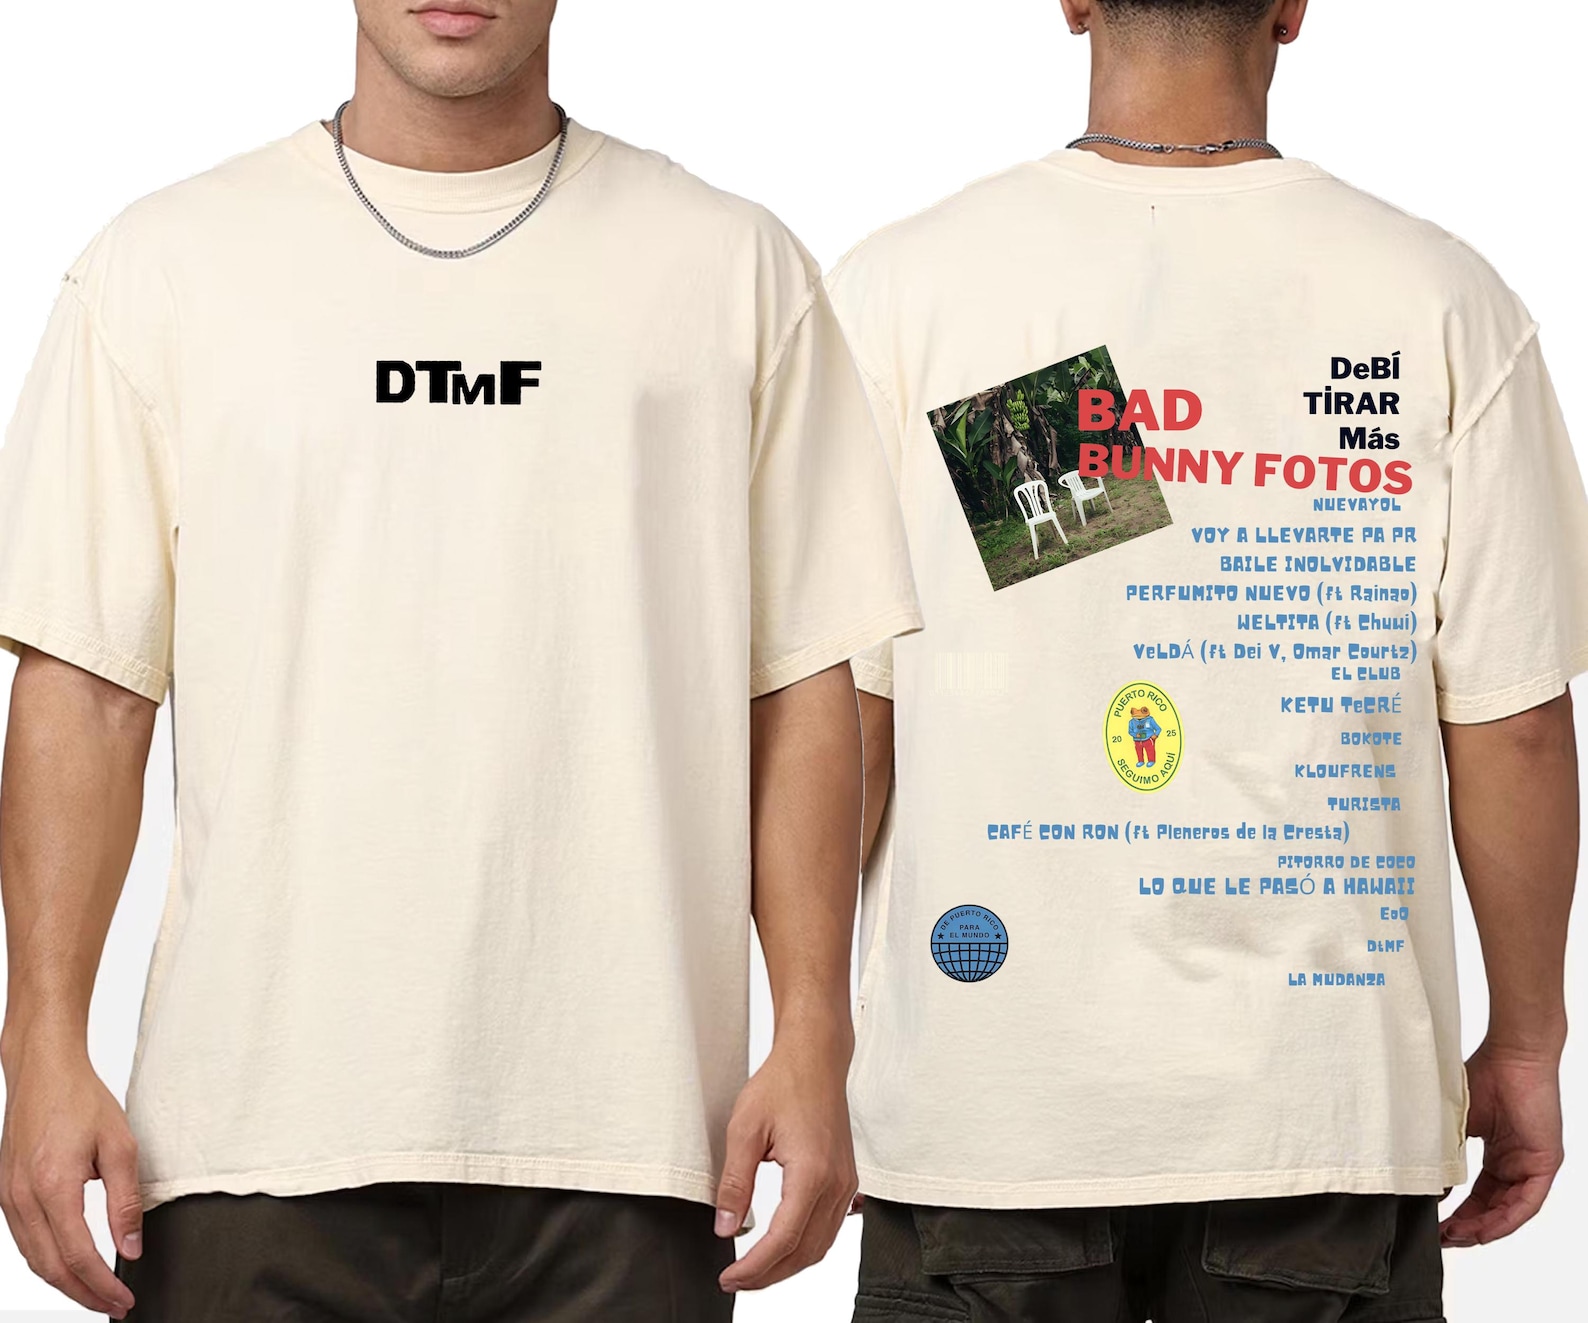 DTMF
DeBÍ
TİRAR
Más
BAD
BUNNY FOTOS
NUEVAYOL
VOY A LLEVARTE PA PR
BAILE INOLVIDABLE
PERFUMITO NUEVO (ft Rainao)
WELTITA (ft Chuwi)
VeLDÁ (ft Dei V, Omar Courtz)
EL CLUB
KETU TeCRÉ
BOKOTE
KLOUFRENS
TURISTA
CAFÉ CON RON (ft Pleneros de la Cresta)
PITORRO DE COCO
LO QUE LE PASÓ A HAWAII
EoO
DtMF
LA MUDANZA
PUERTO RICO
20 25
SEGUIMO AQUÍ
DE PUERTO RICO
PARA
EL MUNDO